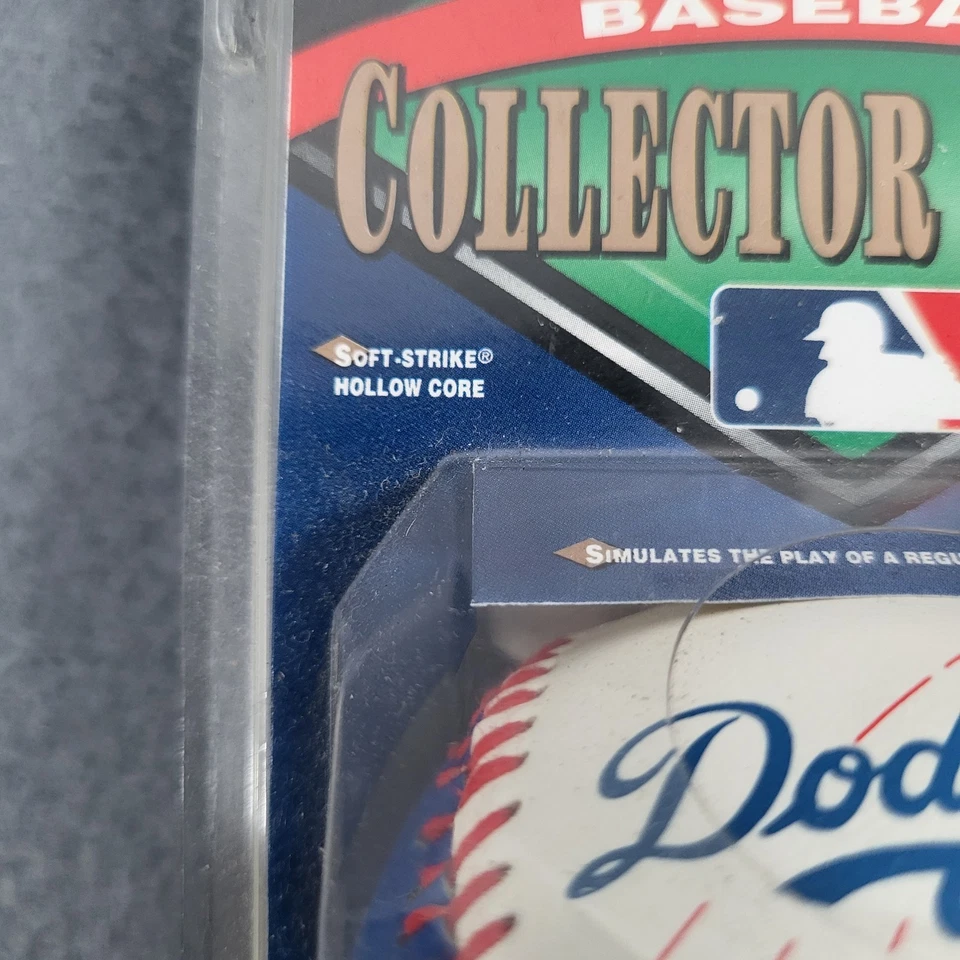 BASEBA
COLLECTOR
SOFT-STRIKE®
HOLLOW CORE
SIMULATES THE PLAY OF A REGU
Dod